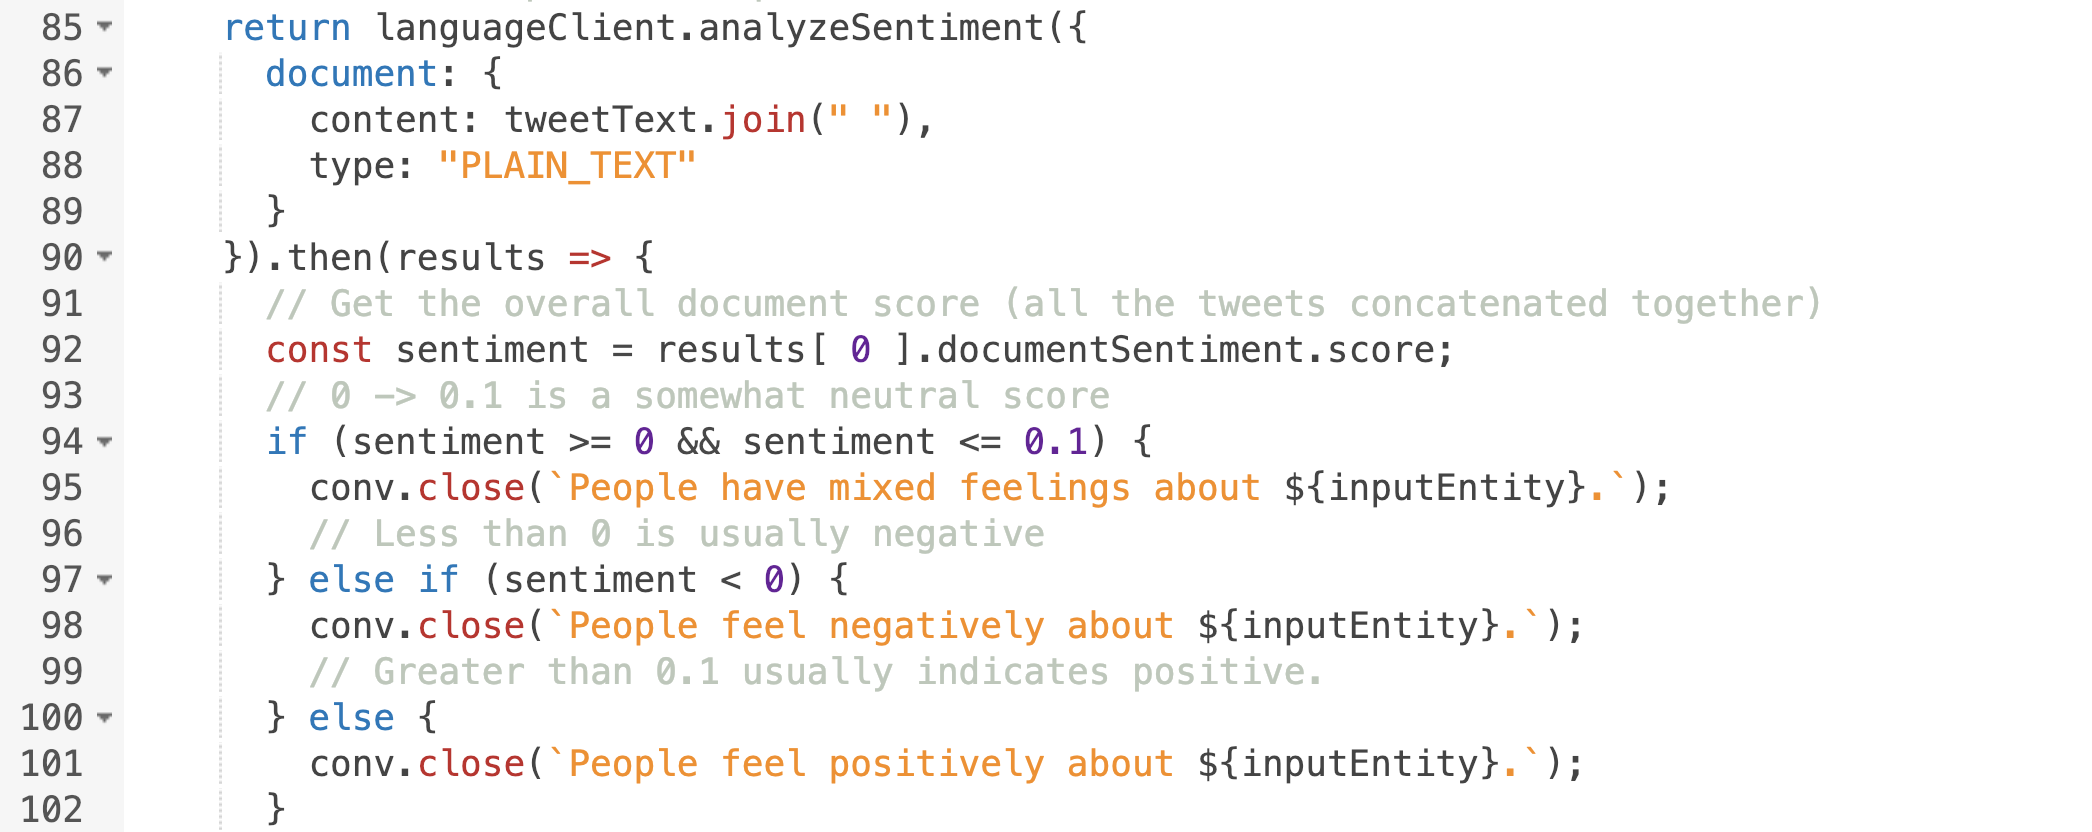 85 return languageClient.analyzeSentiment({
86 document: {
87 content: tweetText.join(" "),
88 type: "PLAIN_TEXT"
89 }
90 }).then(results => {
91 // Get the overall document score (all the tweets concatenated together)
92 const sentiment = results[ 0 ].documentSentiment.score;
93 // 0 –> 0.1 is a somewhat neutral score
94 if (sentiment >= 0 && sentiment <= 0.1) {
95 conv.close(`People have mixed feelings about ${inputEntity}.`);
96 // Less than 0 is usually negative
97 } else if (sentiment < 0) {
98 conv.close(`People feel negatively about ${inputEntity}.`);
99 // Greater than 0.1 usually indicates positive.
100 } else {
101 conv.close(`People feel positively about ${inputEntity}.`);
102 }